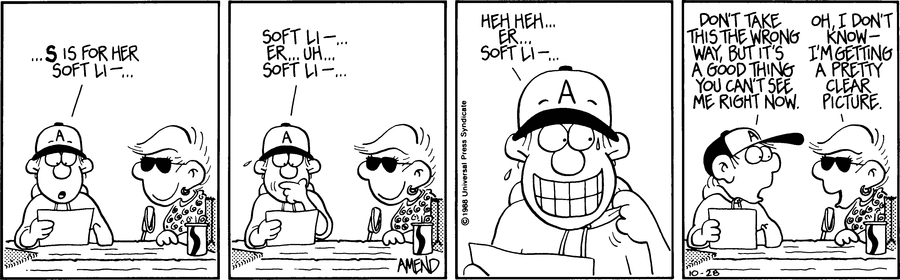 ...S IS FOR HER
SOFT LI—...
A
SOFT LI—...
ER... UH...
SOFT LI—...
A
AMEND
HEH HEH...
ER...
SOFT LI—...
A
© 1988 Universal Press Syndicate
DON'T TAKE
THIS THE WRONG
WAY, BUT IT'S
A GOOD THING
YOU CAN'T SEE
ME RIGHT NOW.
OH, I DON'T
KNOW—
I'M GETTING
A PRETTY
CLEAR
PICTURE.
A
10-28